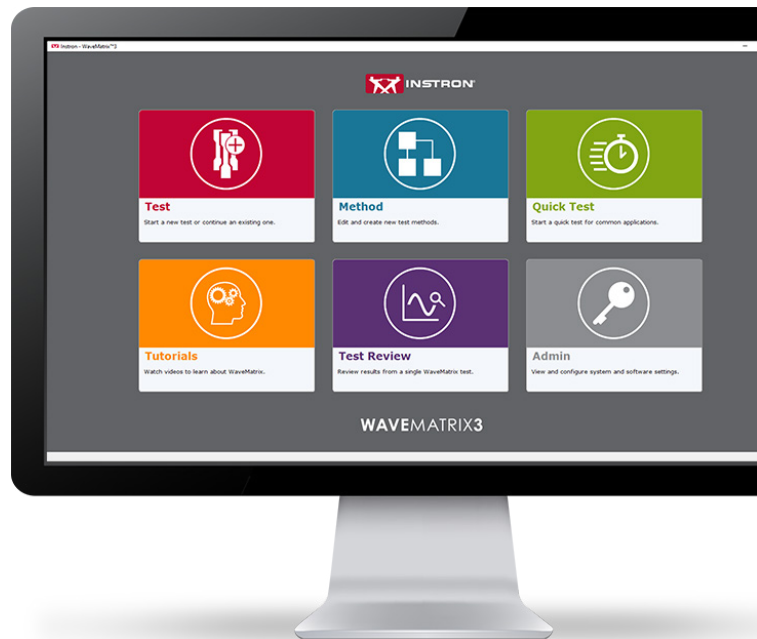 Instron - WaveMatrix™3
INSTRON
Test
Start a new test or continue an existing one.
Method
Edit and create new test methods.
Quick Test
Start a quick test for common applications.
Tutorials
Watch videos to learn about WaveMatrix.
Test Review
Review results from a single WaveMatrix test.
Admin
View and configure system and software settings.
WAVEMATRIX3